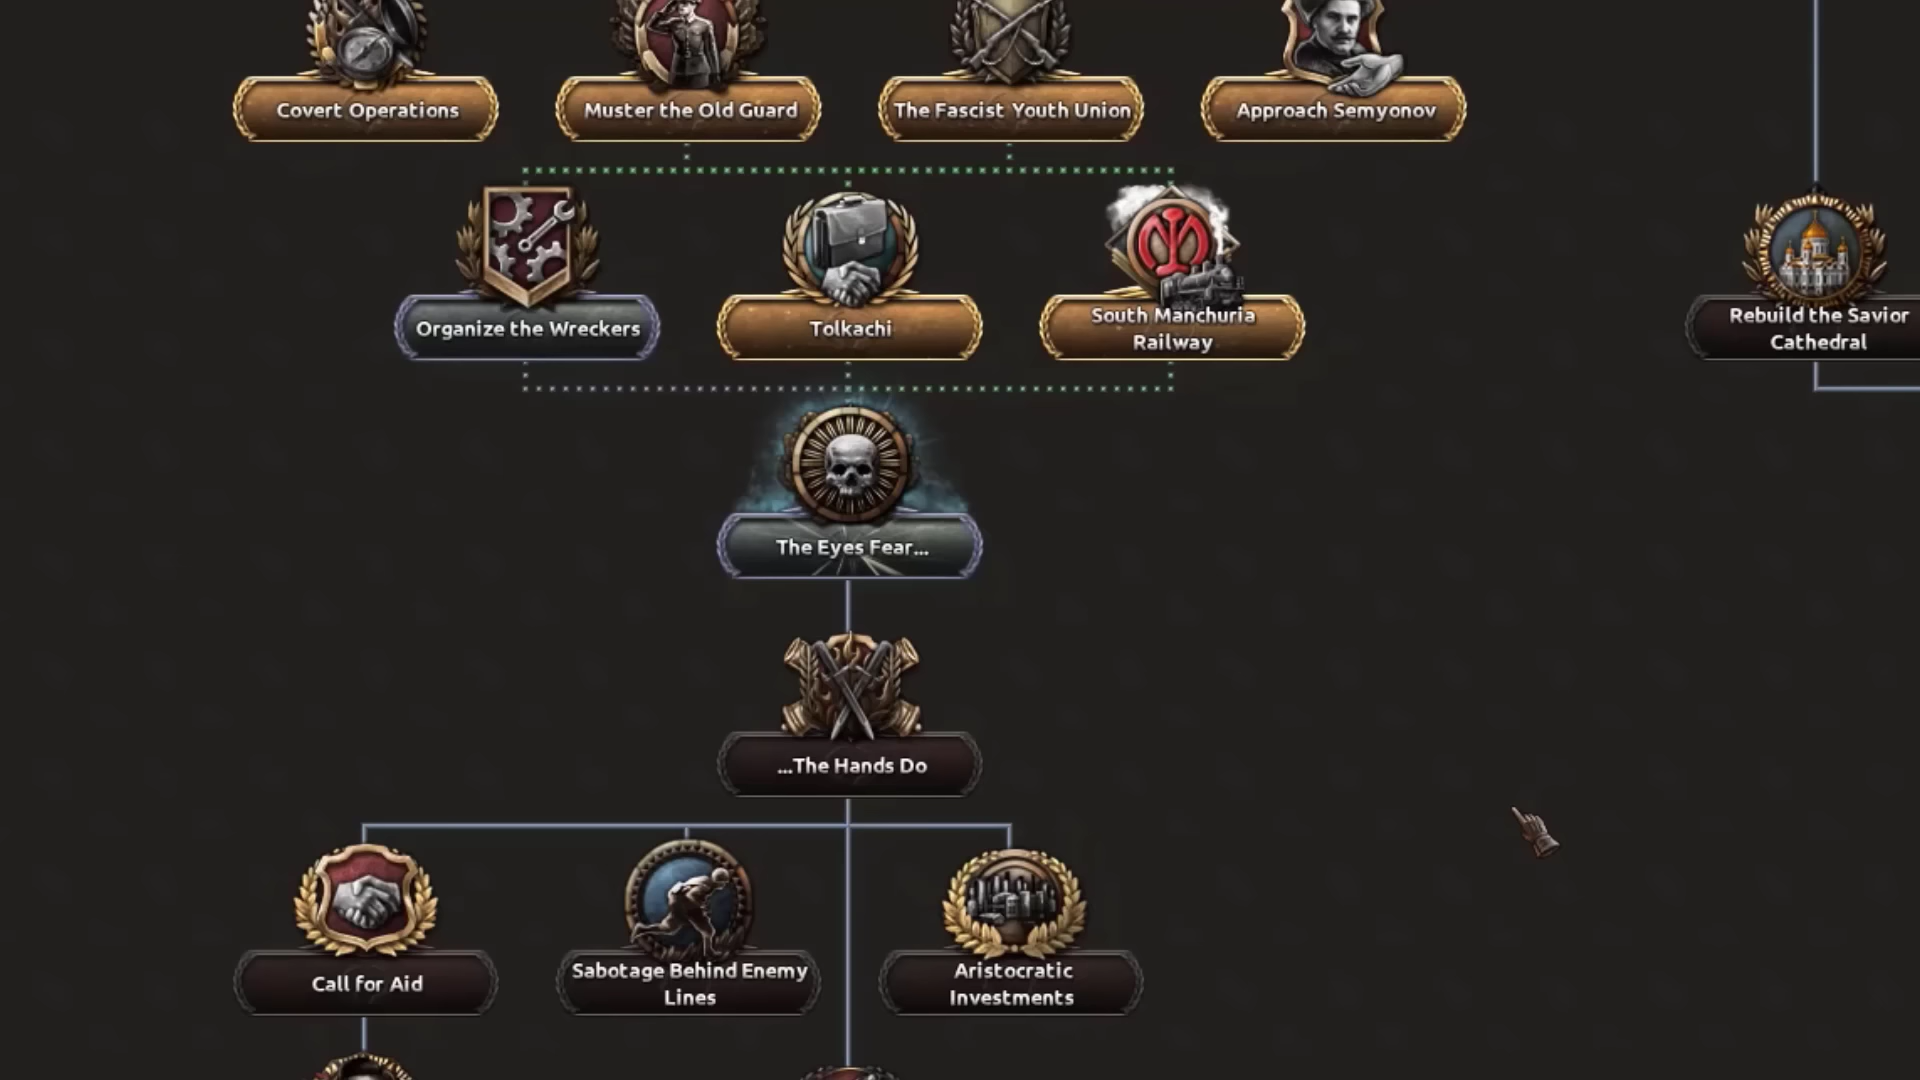 Covert Operations
Muster the Old Guard
The Fascist Youth Union
Approach Semyonov
Organize the Wreckers
Tolkachi
South Manchuria
Railway
Rebuild the Savior
Cathedral
The Eyes Fear...
...The Hands Do
Call for Aid
Sabotage Behind Enemy
Lines
Aristocratic
Investments